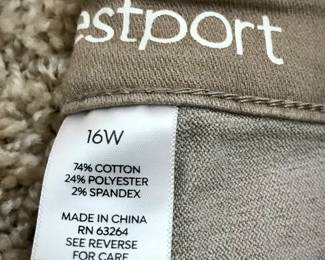 estport
16W
74% COTTON
24% POLYESTER
2% SPANDEX
MADE IN CHINA
RN 63264
SEE REVERSE
FOR CARE